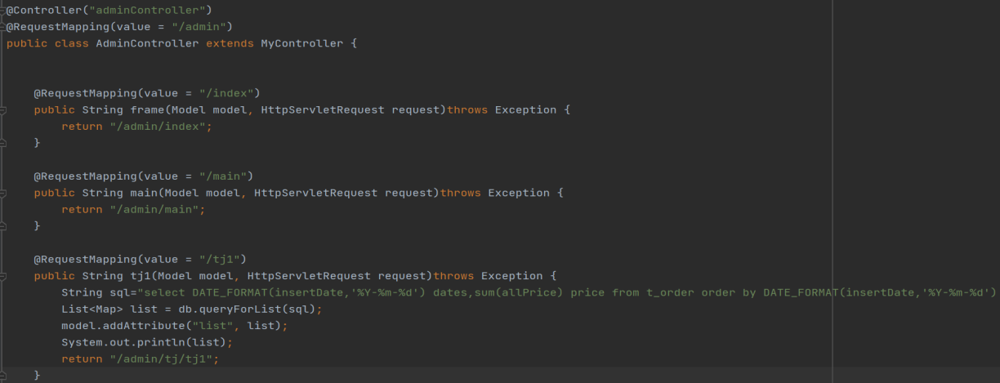 @Controller("adminController")
@RequestMapping(value = "/admin")
public class AdminController extends MyController {
@RequestMapping(value = "/index")
public String frame(Model model, HttpServletRequest request)throws Exception {
return "/admin/index";
}
@RequestMapping(value = "/main")
public String main(Model model, HttpServletRequest request)throws Exception {
return "/admin/main";
}
@RequestMapping(value = "/tj1")
public String tj1(Model model, HttpServletRequest request)throws Exception {
String sql="select DATE_FORMAT(insertDate,'%Y-%m-%d') dates,sum(allPrice) price from t_order order by DATE_FORMAT(insertDate,'%Y-%m-%d')
List<Map> list = db.queryForList(sql);
model.addAttribute("list", list);
System.out.println(list);
return "/admin/tj/tj1";
}